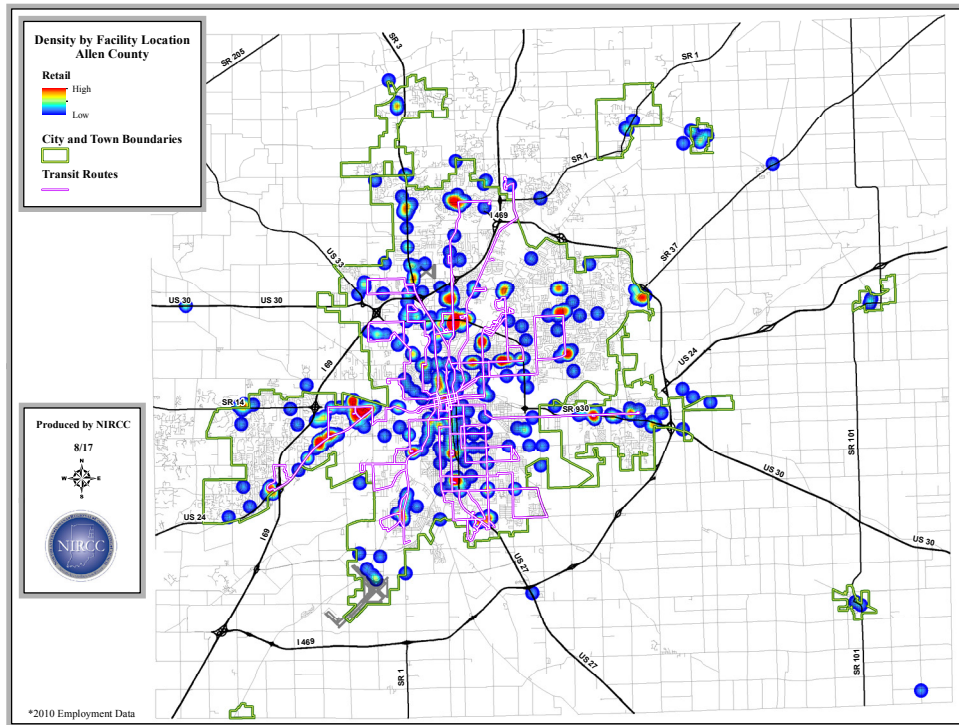 Density by Facility Location
Allen County
Retail
High
Low
City and Town Boundaries
Transit Routes
Produced by NIRCC
8/17
N
W E
S
NIRCC
*2010 Employment Data
SR 205
SR 3
SR 1
SR 1
I 469
SR 37
US 33
US 30
US 30
I 69
US 24
SR 14
SR 930
SR 101
US 30
US 24
I 69
US 27
US 30
I 469
SR 1
US 27
SR 101